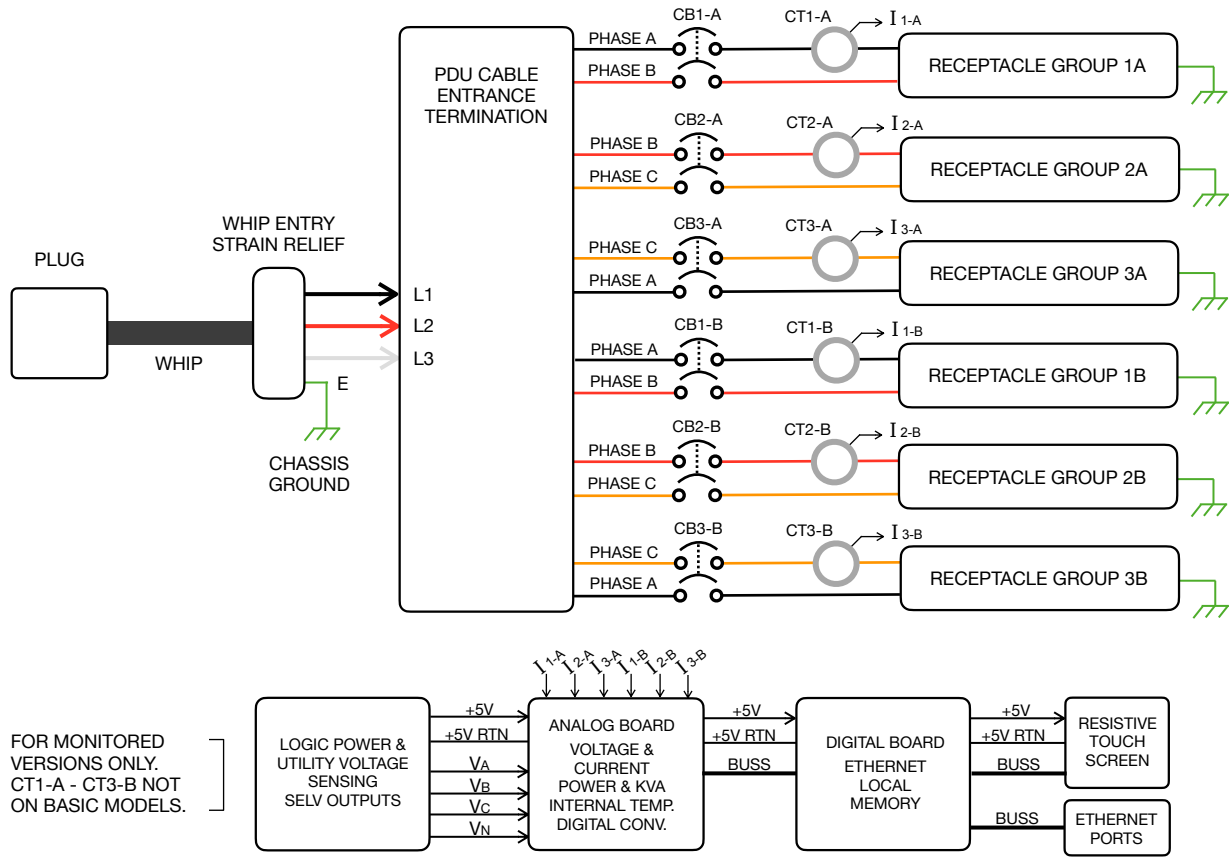 PLUG
WHIP
WHIP ENTRY
STRAIN RELIEF
L1
L2
L3
E
CHASSIS
GROUND
PDU CABLE
ENTRANCE
TERMINATION
CB1-A
CT1-A
I 1-A
PHASE A
PHASE B
RECEPTACLE GROUP 1A
CB2-A
CT2-A
I 2-A
PHASE B
PHASE C
RECEPTACLE GROUP 2A
CB3-A
CT3-A
I 3-A
PHASE C
PHASE A
RECEPTACLE GROUP 3A
CB1-B
CT1-B
I 1-B
PHASE A
PHASE B
RECEPTACLE GROUP 1B
CB2-B
CT2-B
I 2-B
PHASE B
PHASE C
RECEPTACLE GROUP 2B
CB3-B
CT3-B
I 3-B
PHASE C
PHASE A
RECEPTACLE GROUP 3B
FOR MONITORED
VERSIONS ONLY.
CT1-A - CT3-B NOT
ON BASIC MODELS.
LOGIC POWER &
UTILITY VOLTAGE
SENSING
SELV OUTPUTS
+5V
+5V RTN
VA
VB
VC
VN
I 1-A
I 2-A
I 3-A
I 1-B
I 2-B
I 3-B
ANALOG BOARD
VOLTAGE &
CURRENT
POWER & KVA
INTERNAL TEMP.
DIGITAL CONV.
+5V
+5V RTN
BUSS
DIGITAL BOARD
ETHERNET
LOCAL
MEMORY
+5V
+5V RTN
BUSS
BUSS
RESISTIVE
TOUCH
SCREEN
ETHERNET
PORTS